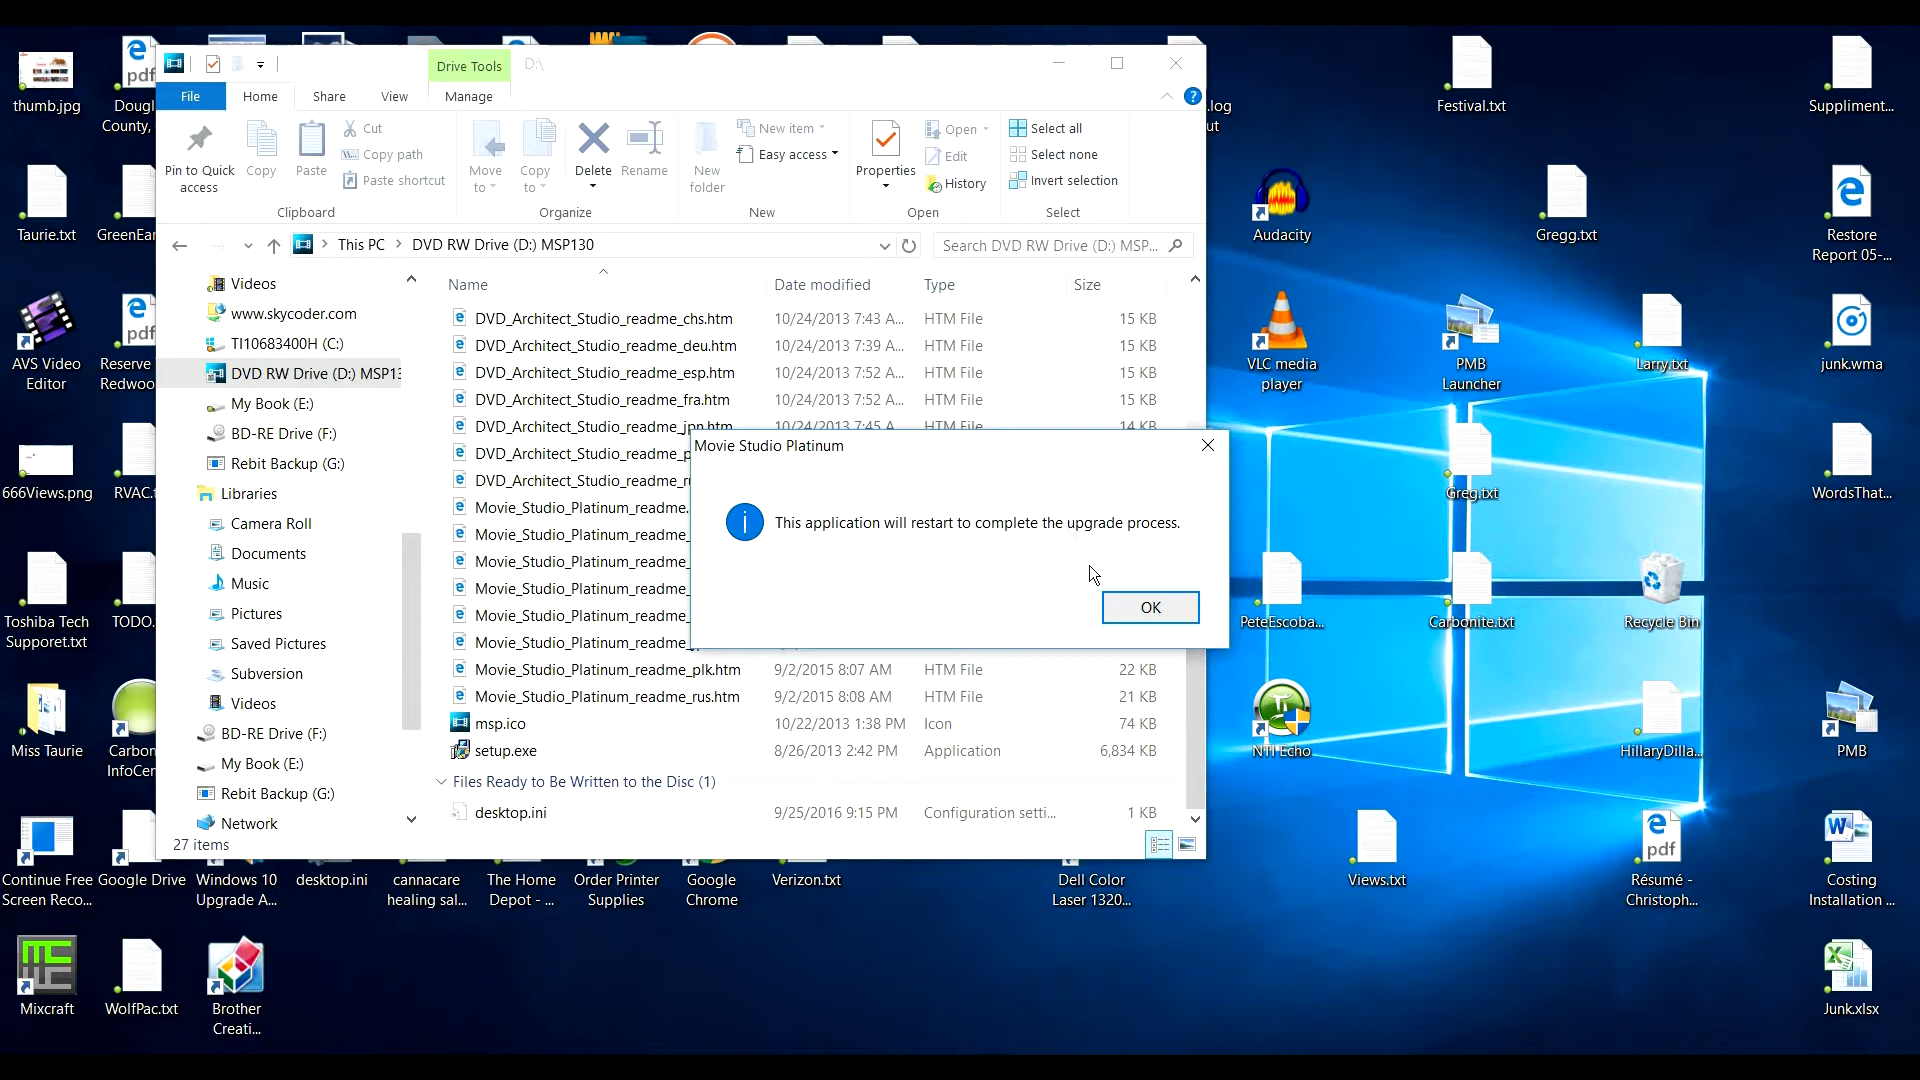 Drive Tools
D:\
File
Home
Share
View
Manage
Pin to Quick access
Copy
Paste
Cut
Copy path
Paste shortcut
Clipboard
Move to
Copy to
Delete
Rename
Organize
New folder
New item
Easy access
New
Properties
Open
Edit
History
Open
Select all
Select none
Invert selection
Select
This PC
DVD RW Drive (D:) MSP130
Search DVD RW Drive (D:) MSP...
Videos
www.skycoder.com
TI10683400H (C:)
DVD RW Drive (D:) MSP13
My Book (E:)
BD-RE Drive (F:)
Rebit Backup (G:)
Libraries
Camera Roll
Documents
Music
Pictures
Saved Pictures
Subversion
Videos
BD-RE Drive (F:)
My Book (E:)
Rebit Backup (G:)
Network
27 items
Name Date modified Type Size
DVD_Architect_Studio_readme_chs.htm 10/24/2013 7:43 A... HTM File 15 KB
DVD_Architect_Studio_readme_deu.htm 10/24/2013 7:39 A... HTM File 15 KB
DVD_Architect_Studio_readme_esp.htm 10/24/2013 7:52 A... HTM File 15 KB
DVD_Architect_Studio_readme_fra.htm 10/24/2013 7:52 A... HTM File 15 KB
DVD_Architect_Studio_readme_jpn.htm 10/24/2013 7:45 A... HTM File 14 KB
DVD_Architect_Studio_readme_p
DVD_Architect_Studio_readme_ru
Movie_Studio_Platinum_readme.
Movie_Studio_Platinum_readme_
Movie_Studio_Platinum_readme_
Movie_Studio_Platinum_readme_
Movie_Studio_Platinum_readme_
Movie_Studio_Platinum_readme_
Movie_Studio_Platinum_readme_plk.htm 9/2/2015 8:07 AM HTM File 22 KB
Movie_Studio_Platinum_readme_rus.htm 9/2/2015 8:08 AM HTM File 21 KB
msp.ico 10/22/2013 1:38 PM Icon 74 KB
setup.exe 8/26/2013 2:42 PM Application 6,834 KB
Files Ready to Be Written to the Disc (1)
desktop.ini 9/25/2016 9:15 PM Configuration setti... 1 KB
Movie Studio Platinum
This application will restart to complete the upgrade process.
OK
thumb.jpg
pdf
Dougl
County,
Taurie.txt
GreenEar
AVS Video
Editor
pdf
Reserve
Redwoo
666Views.png
RVAC.t
Toshiba Tech
Supporet.txt
TODO.
Miss Taurie
Carbon
InfoCer
Continue Free
Screen Reco...
Google Drive
Windows 10
Upgrade A...
desktop.ini
cannacare
healing sal...
The Home
Depot - ...
Order Printer
Supplies
Google
Chrome
Verizon.txt
Dell Color
Laser 1320...
Mixcraft
WolfPac.txt
Brother
Creati...
.log
ut
Festival.txt
Suppliment...
Audacity
Gregg.txt
Restore
Report 05-...
VLC media
player
PMB
Launcher
Larry.txt
junk.wma
Greg.txt
WordsThat...
PeteEscoba...
Carbonite.txt
Recycle Bin
NTI Echo
HillaryDilla...
PMB
Views.txt
pdf
Résumé -
Christoph...
Costing
Installation ...
Junk.xlsx